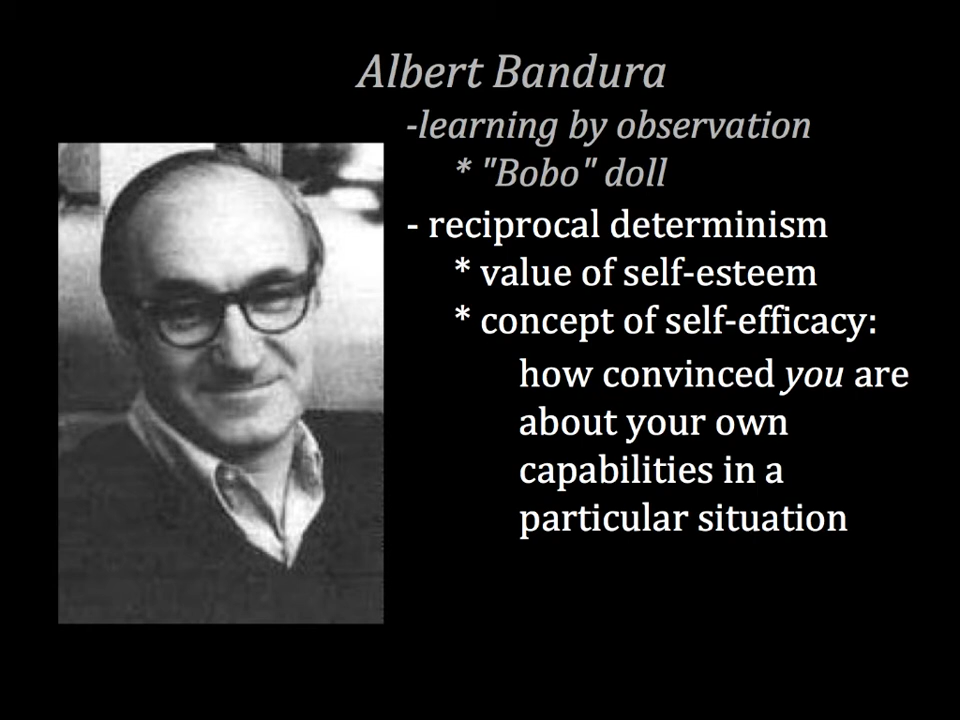 Albert Bandura
-learning by observation
* "Bobo" doll
- reciprocal determinism
* value of self-esteem
* concept of self-efficacy:
how convinced you are
about your own
capabilities in a
particular situation